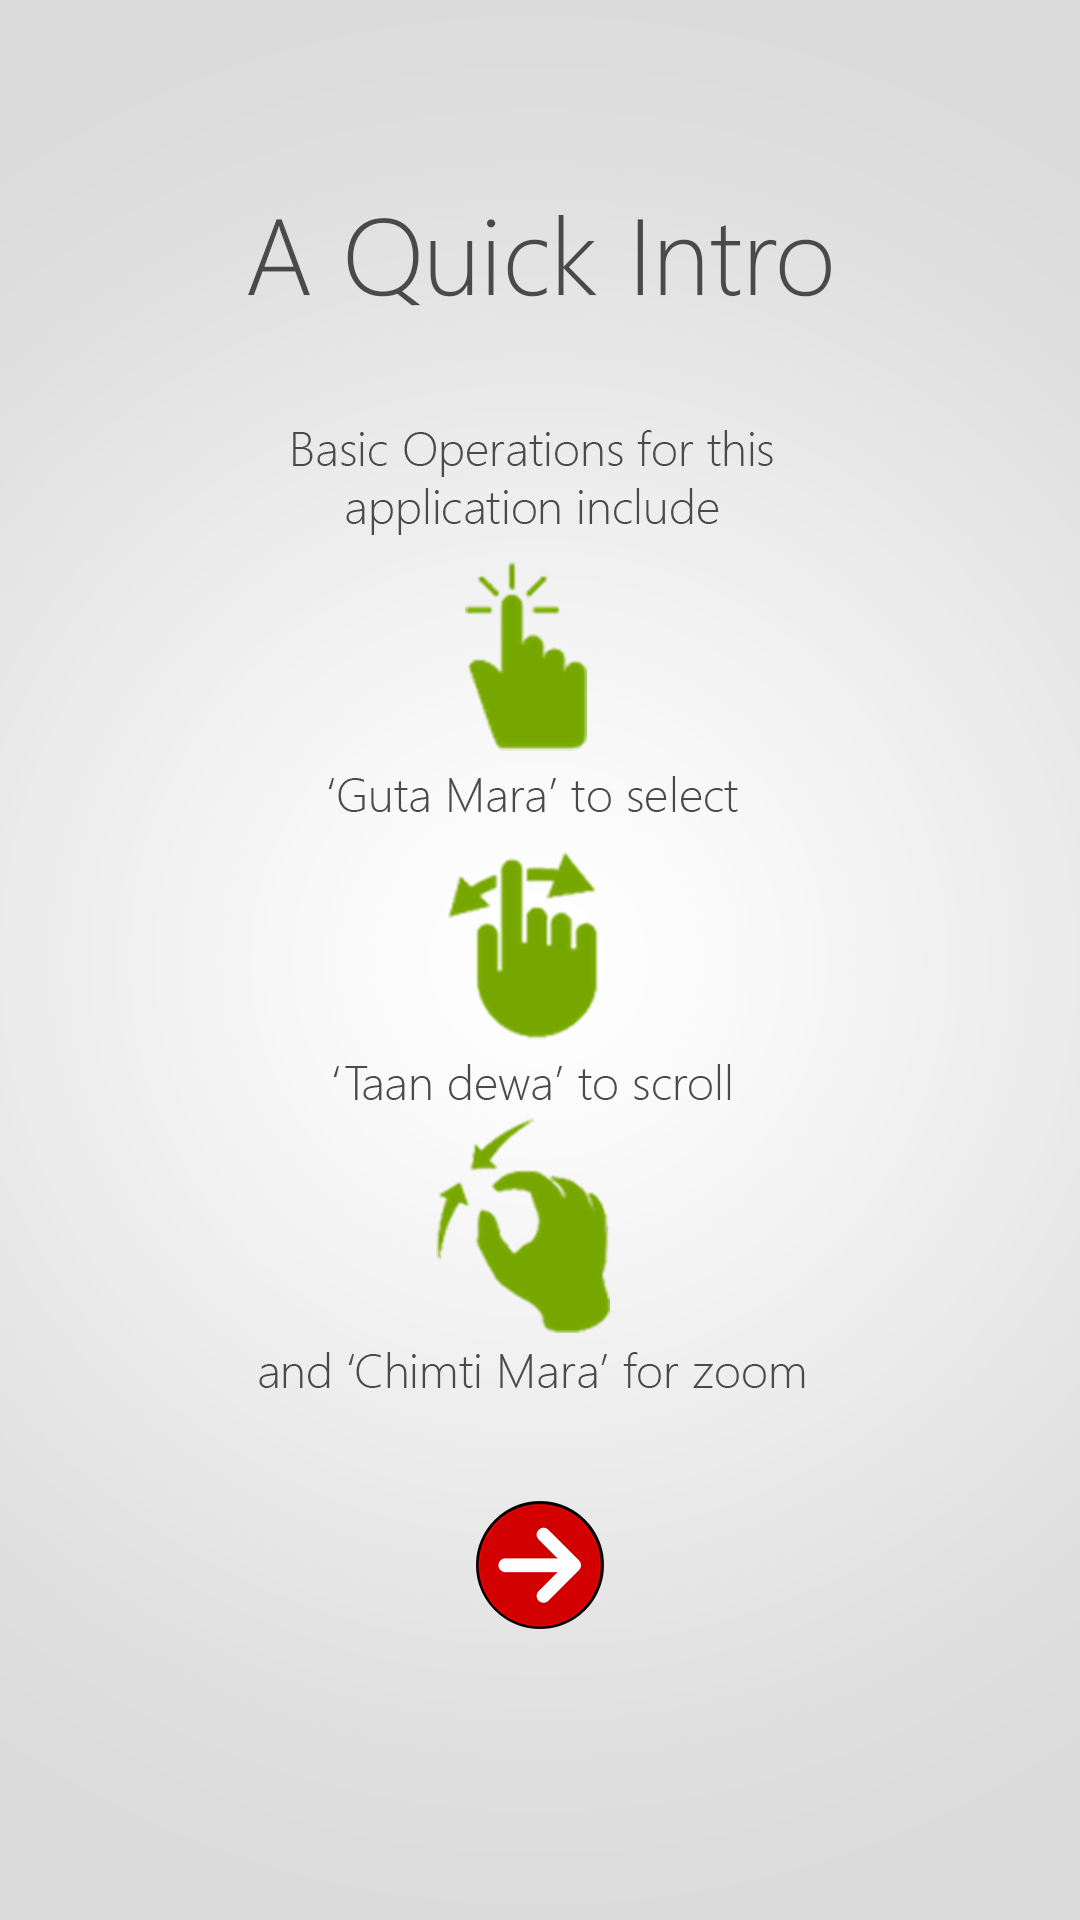 A Quick Intro
Basic Operations for this
application include
‘Guta Mara’ to select
‘Taan dewa’ to scroll
and ‘Chimti Mara’ for zoom